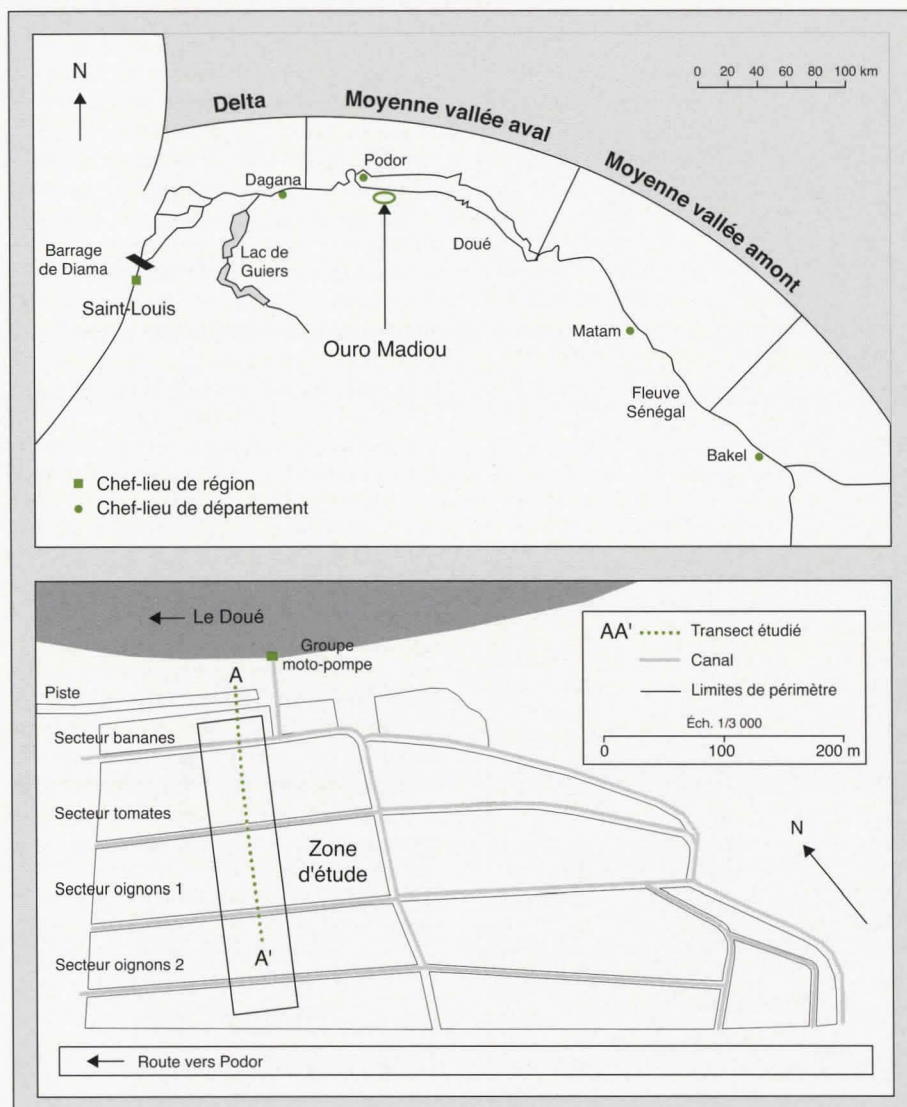 N
0 20 40 60 80 100 km
Delta
Moyenne vallée aval
Moyenne vallée amont
Podor
Dagana
Barrage
de Diama
Lac de
Guiers
Doué
Saint-Louis
Ouro Madiou
Matam
Fleuve
Sénégal
Bakel
Chef-lieu de région
Chef-lieu de département
Le Doué
Groupe
moto-pompe
AA' Transect étudié
Canal
Limites de périmètre
Éch. 1/3 000
0 100 200 m
A
Piste
Secteur bananes
Secteur tomates
Zone
d'étude
N
Secteur oignons 1
Secteur oignons 2
A'
Route vers Podor